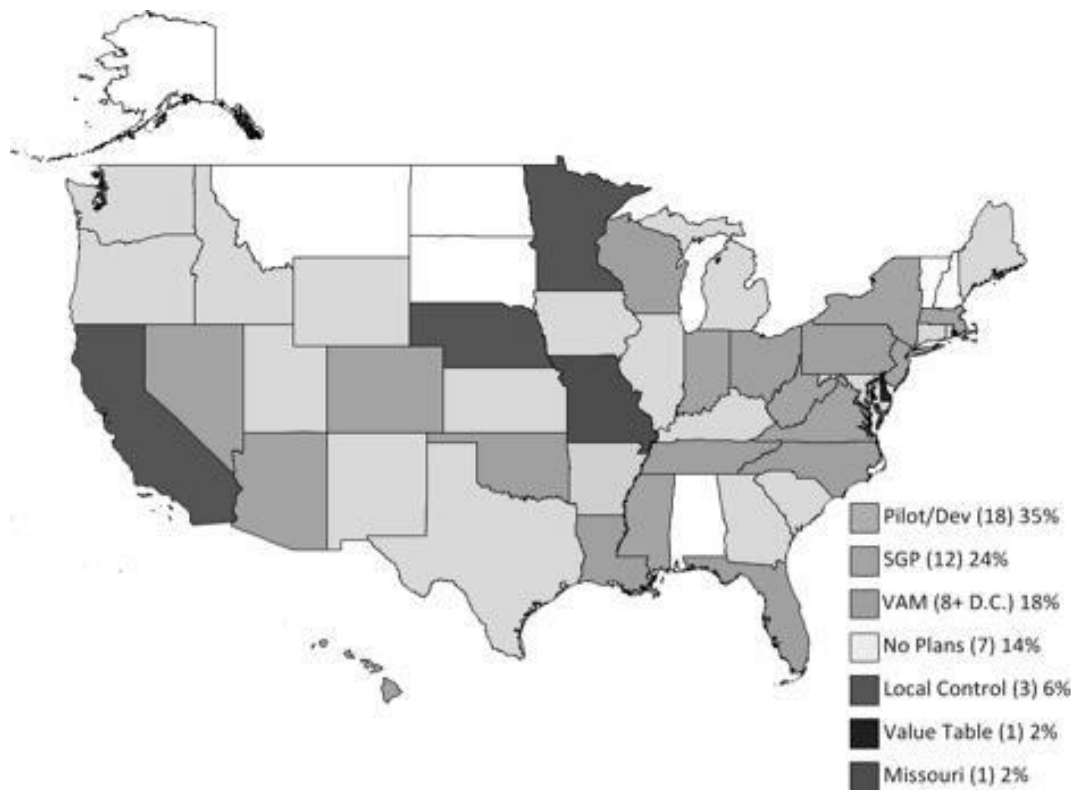 Pilot/Dev (18) 35%
SGP (12) 24%
VAM (8+ D.C.) 18%
No Plans (7) 14%
Local Control (3) 6%
Value Table (1) 2%
Missouri (1) 2%